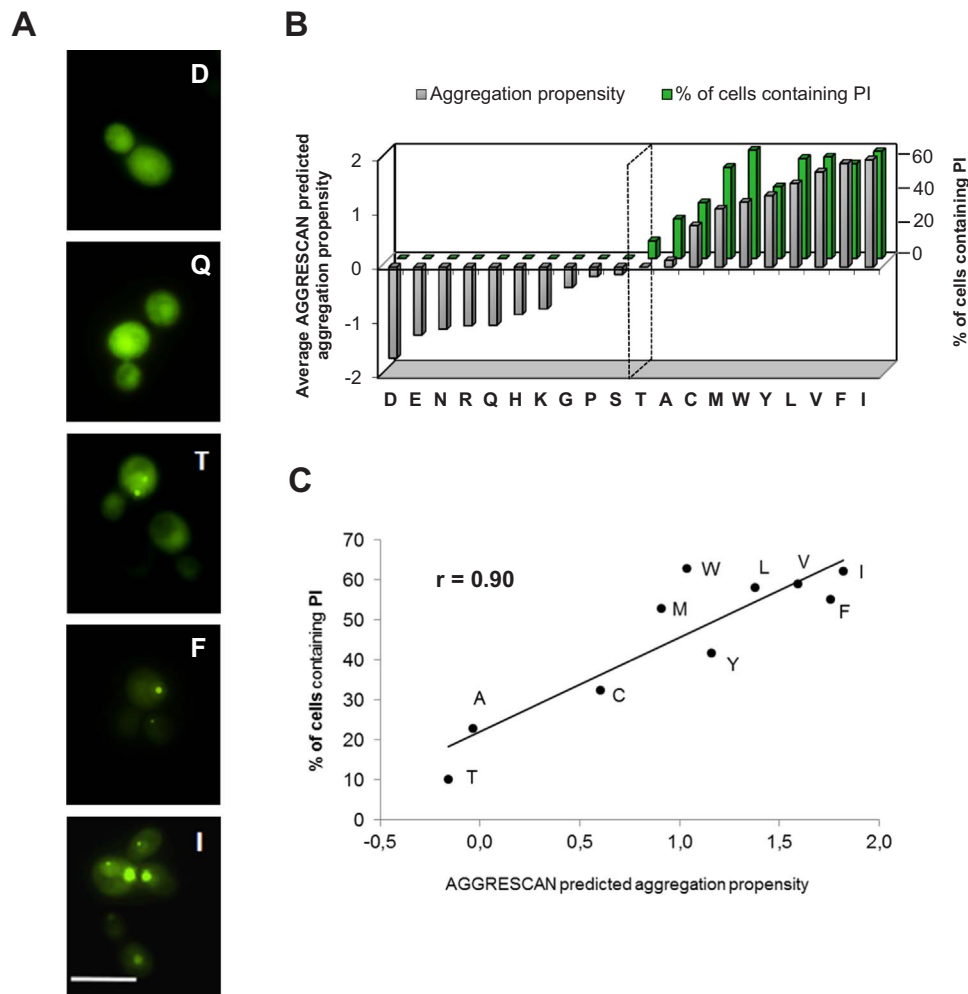 A
D
Q
T
F
I
B
Aggregation propensity % of cells containing PI
Average AGGRESCAN predicted
aggregation propensity
2
1
0
-1
-2
60
40
20
0
% of cells containing PI
D E N R Q H K G P S T A C M W Y L V F I
C
% of cells containing PI
70
60
50
40
30
20
10
0
r = 0.90
W
L
V
I
M
F
Y
A
C
T
-0,5 0,0 0,5 1,0 1,5 2,0
AGGRESCAN predicted aggregation propensity